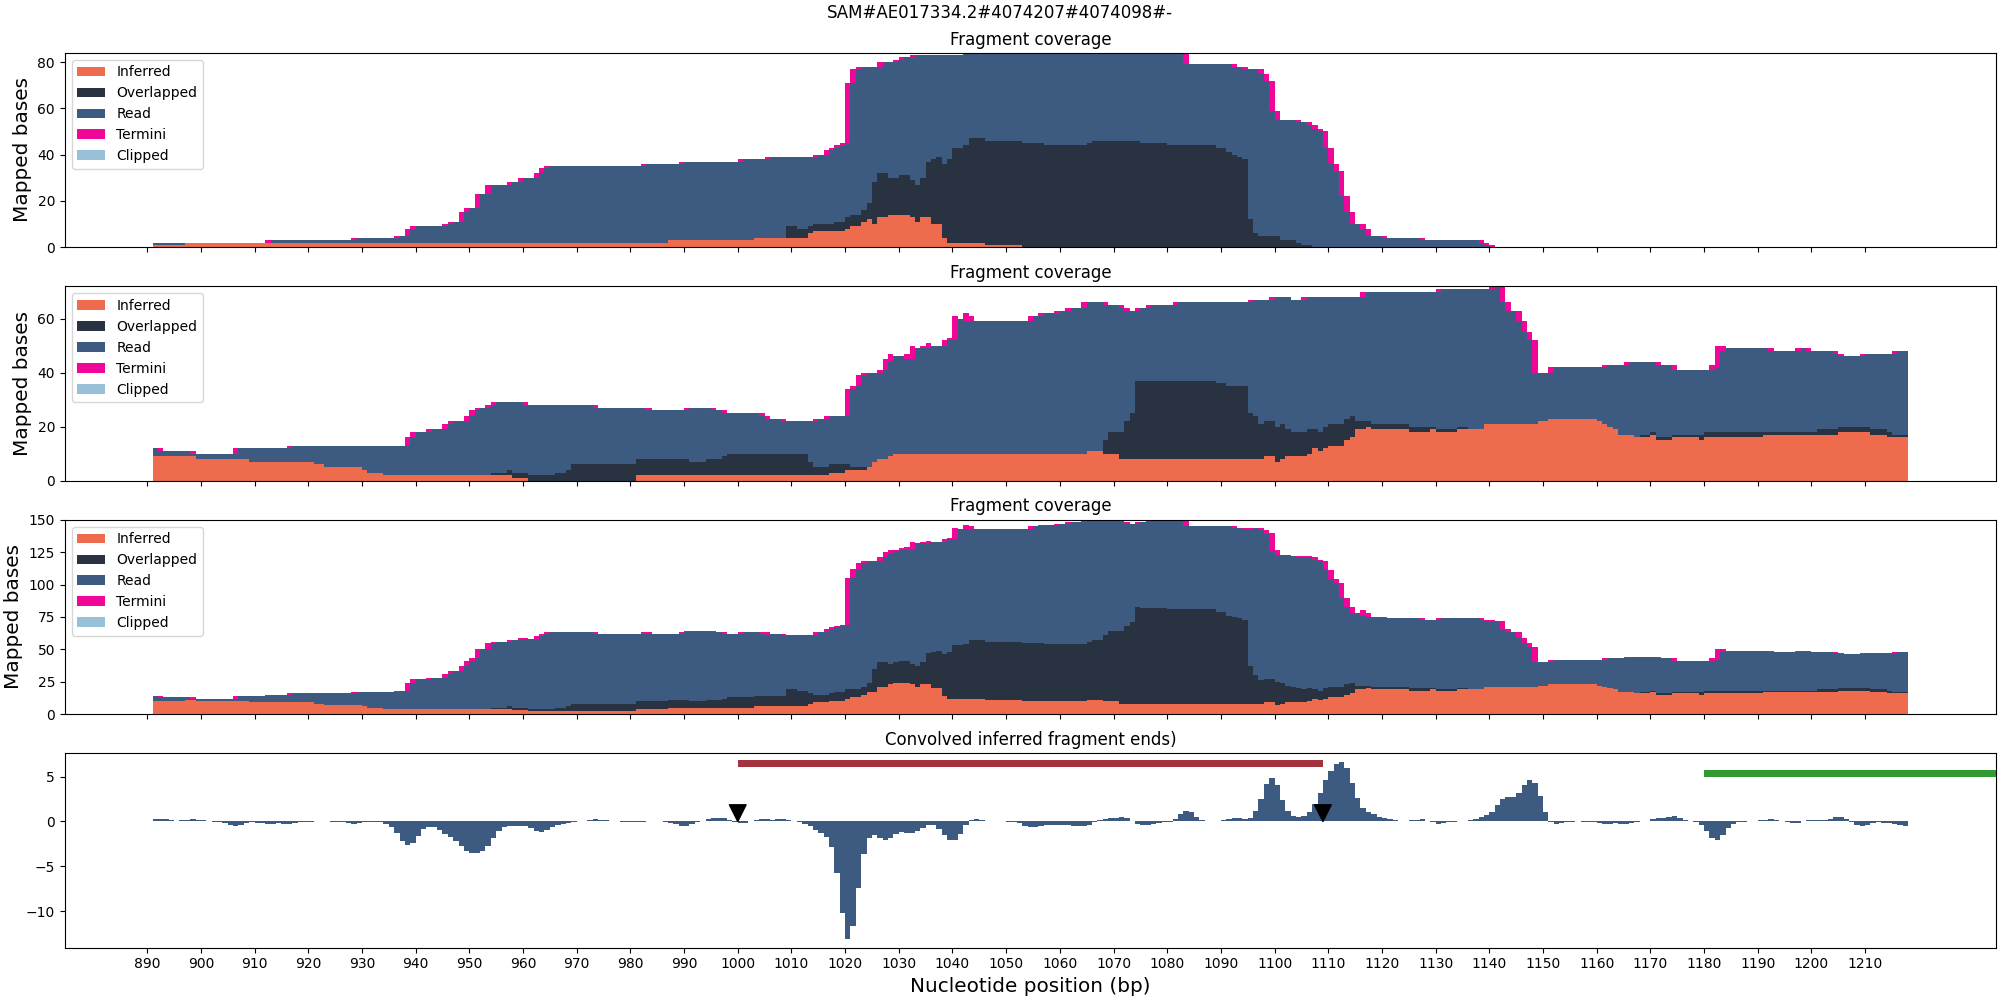 SAM#AE017334.2#4074207#4074098#-
Fragment coverage
Mapped bases
80
60
40
20
0
Inferred
Overlapped
Read
Termini
Clipped
Fragment coverage
Mapped bases
60
40
20
0
Inferred
Overlapped
Read
Termini
Clipped
Fragment coverage
Mapped bases
150
125
100
75
50
25
0
Inferred
Overlapped
Read
Termini
Clipped
Convolved inferred fragment ends)
5
0
−5
−10
890 900 910 920 930 940 950 960 970 980 990 1000 1010 1020 1030 1040 1050 1060 1070 1080 1090 1100 1110 1120 1130 1140 1150 1160 1170 1180 1190 1200 1210
Nucleotide position (bp)